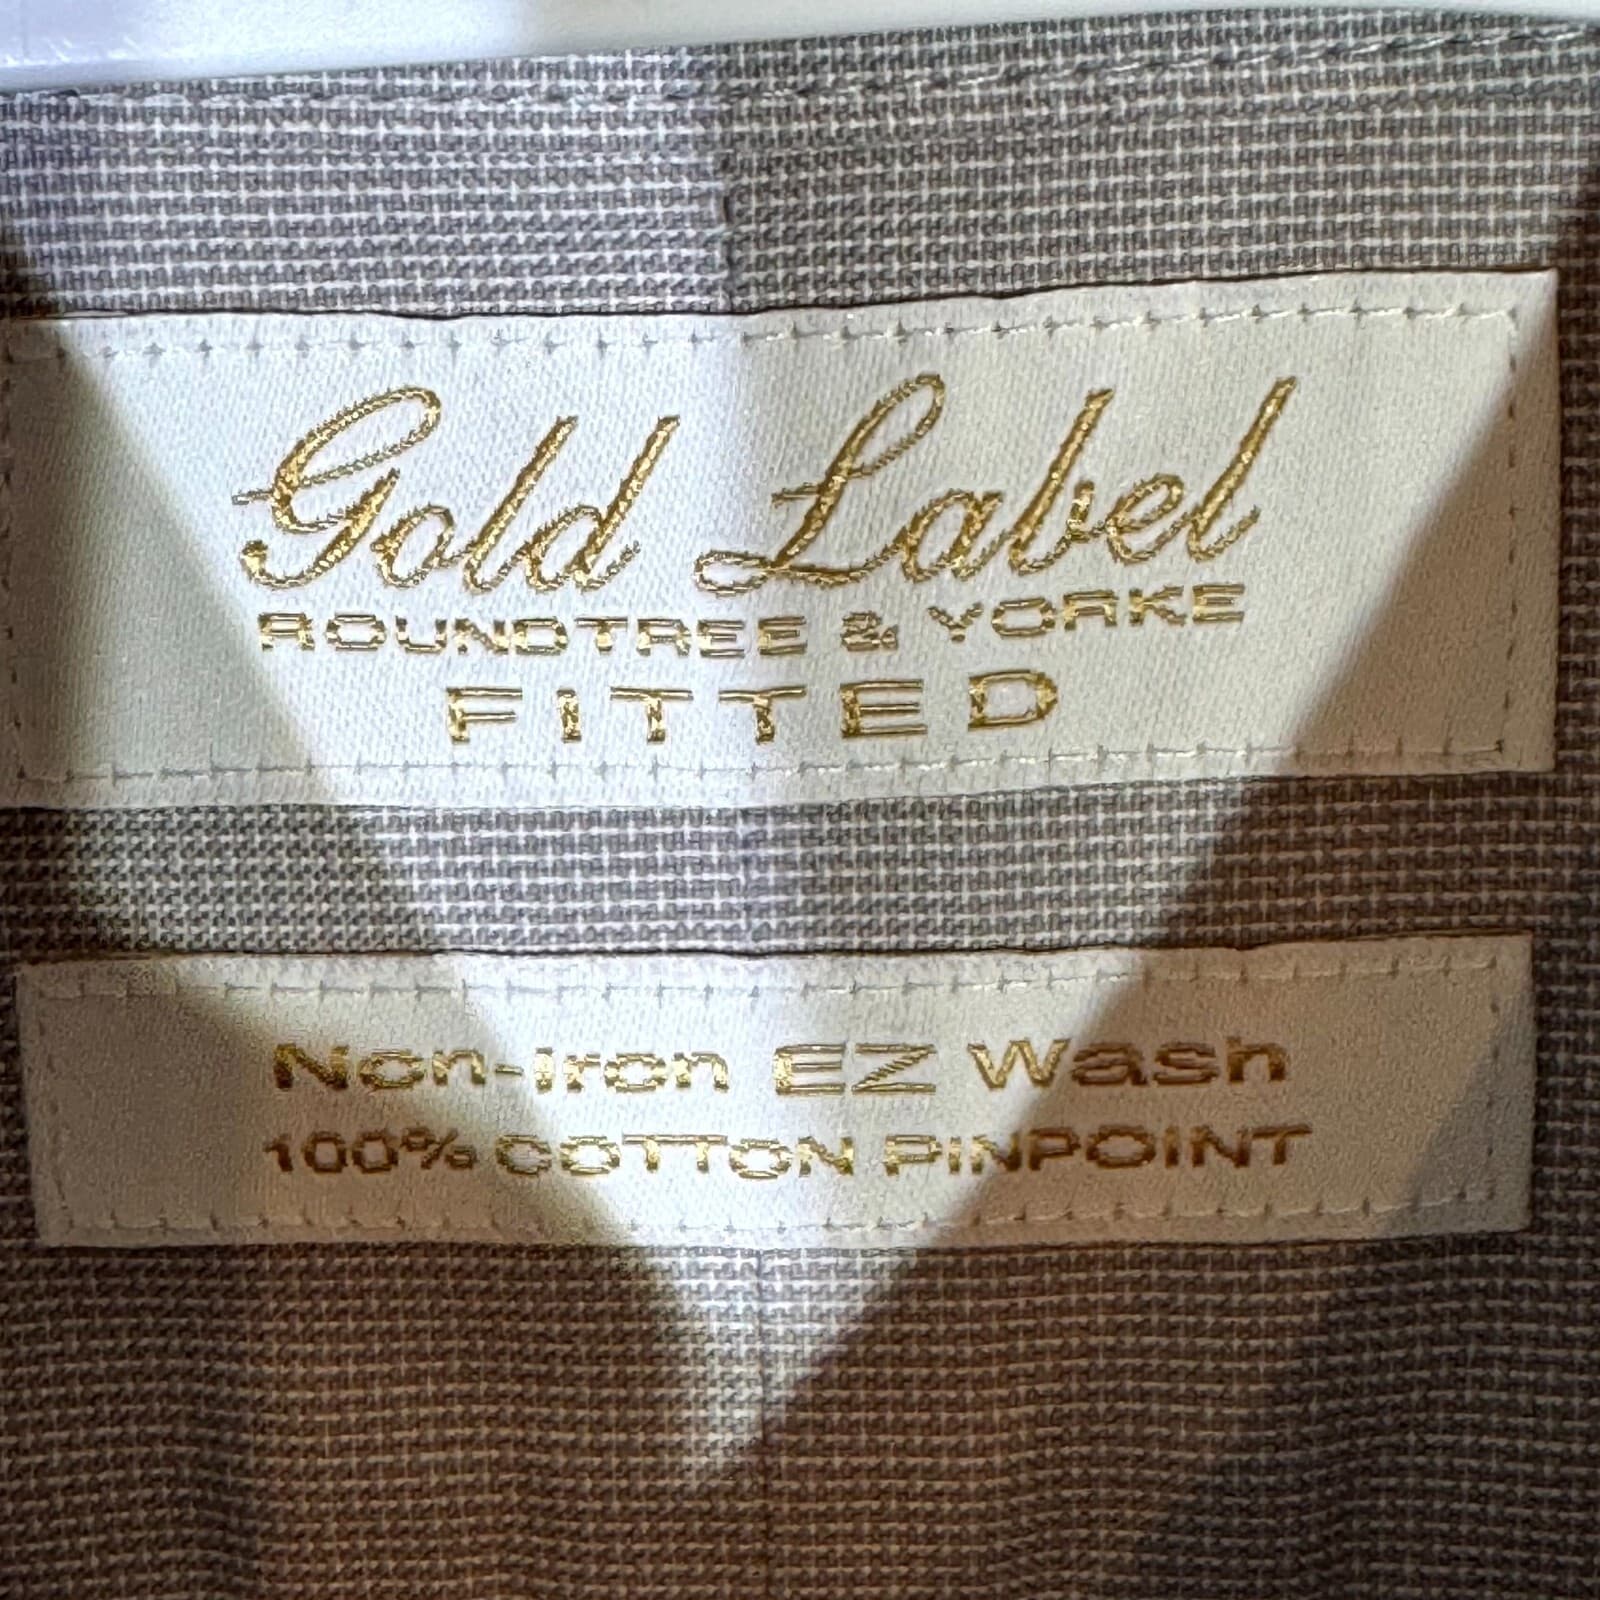 Gold Label
ROUNDTREE & YORKE
FITTED
Non-Iron EZ Wash
100% COTTON PINPOINT